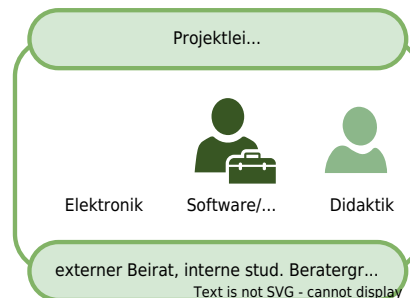 Projektlei...
Elektronik Software/... Didaktik
externer Beirat, interne stud. Beratergr...
Text is not SVG - cannot display